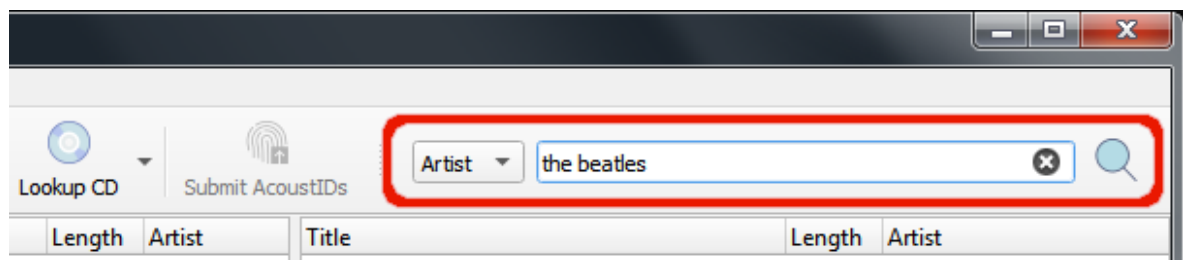 Artist the beatles
Lookup CD Submit AcoustIDs
Length Artist Title Length Artist